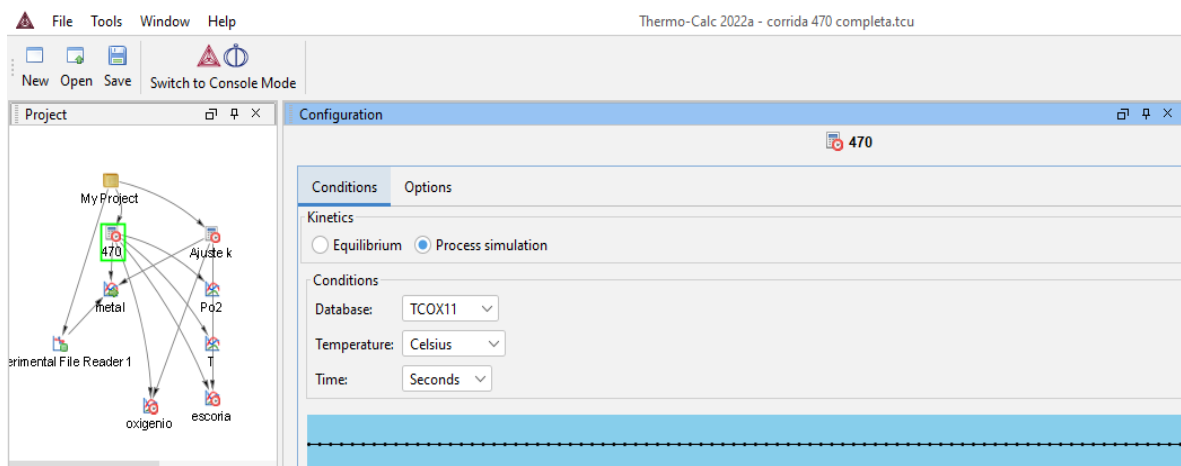 File Tools Window Help
Thermo-Calc 2022a - corrida 470 completa.tcu
New Open Save Switch to Console Mode
Project
My Project
470
Ajuste k
metal
Po2
erimental File Reader 1
T
oxigenio
escoria
Configuration
470
Conditions Options
Kinetics
Equilibrium Process simulation
Conditions
Database: TCOX11
Temperature: Celsius
Time: Seconds